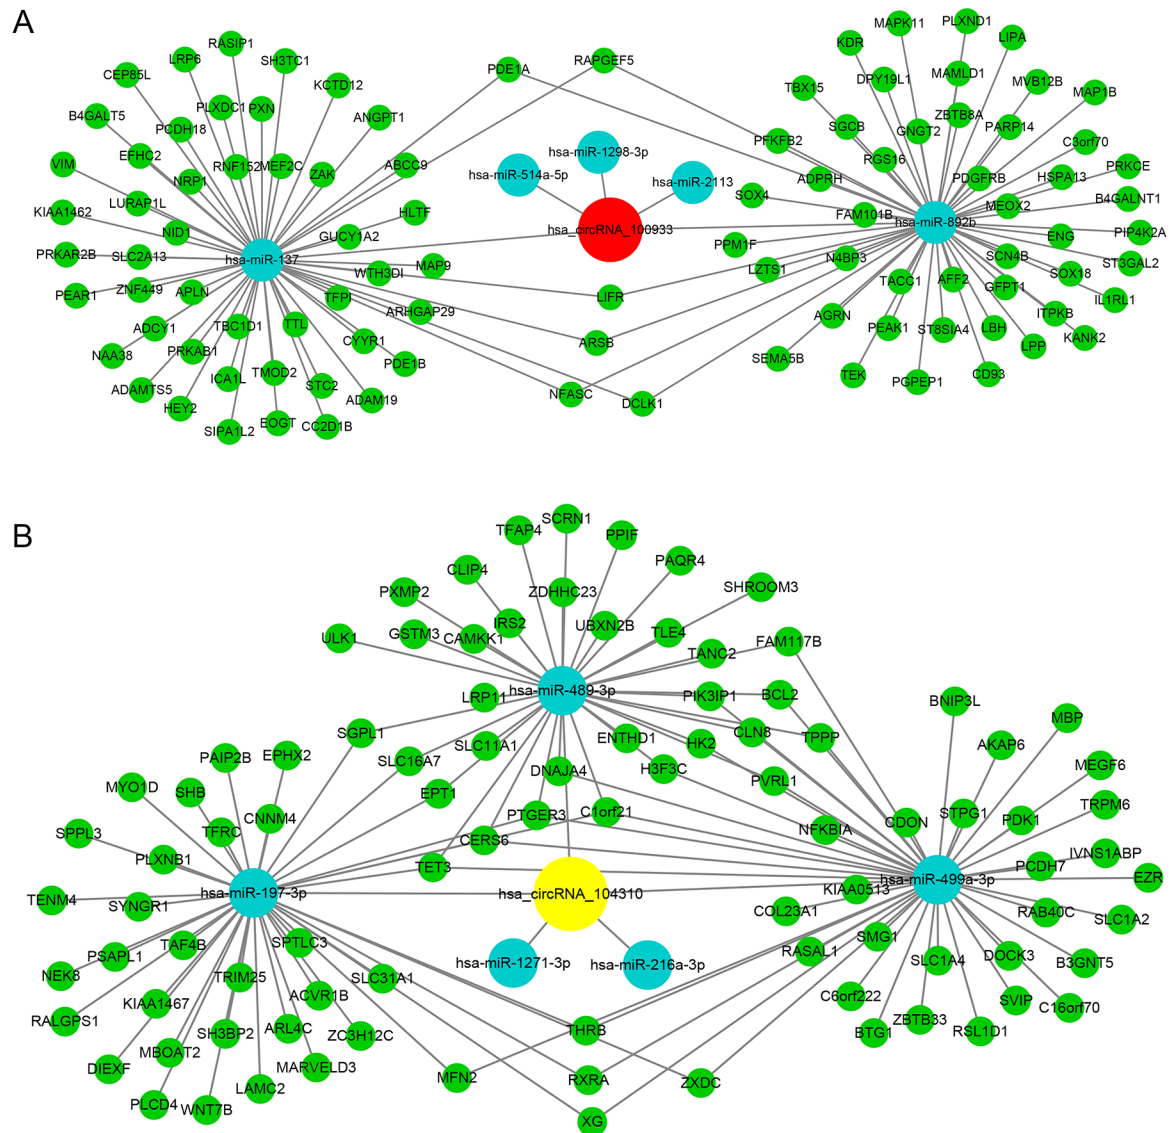 A
MAPK11
PLXND1
LIPA
KDR
RASIP1
LRP6
SH3TC1
CEP85L
KCTD12
PDE1A
RAPGEF5
DPY19L1
MAMLD1
MVB12B
MAP1B
TBX15
PLXDC1
PXN
B4GALT5
PCDH18
ANGPT1
SGCB
GNGT2
ZBTB8A
PARP14
PFKFB2
C3orf70
hsa-miR-1298-3p
EFHC2
VIM
RNF152
MEF2C
ZAK
ABCC9
RGS16
PRKCE
hsa-miR-514a-5p
hsa-miR-2113
NRP1
ADPRH
PDGFRB
HSPA13
SOX4
B4GALNT1
LURAP1L
KIAA1462
HLTF
FAM101B
MEOX2
hsa-miR-892b
hsa_circRNA_100933
PIP4K2A
NID1
GUCY1A2
PPM1F
ENG
PRKAR2B
SLC2A13
hsa-miR-137
WTH3DI
MAP9
LZTS1
N4BP3
SCN4B
ST3GAL2
SOX18
PEAR1
ZNF449
APLN
TFPI
LIFR
TACC1
AFF2
GFPT1
IL1RL1
ADCY1
TBC1D1
TTL
ARHGAP29
AGRN
ITPKB
NAA38
PRKAB1
CYYR1
ARSB
PEAK1
ST8SIA4
LBH
KANK2
PDE1B
SEMA5B
LPP
ADAMTS5
ICA1L
TMOD2
STC2
TEK
PGPEP1
CD93
HEY2
ADAM19
NFASC
DCLK1
SIPA1L2
EOGT
CC2D1B
B
SCRN1
TFAP4
PPIF
CLIP4
PAQR4
PXMP2
ZDHHC23
SHROOM3
ULK1
GSTM3
CAMKK1
IRS2
UBXN2B
TLE4
FAM117B
TANC2
LRP11
hsa-miR-489-3p
PIK3IP1
BCL2
BNIP3L
MBP
SGPL1
SLC11A1
ENTHD1
HK2
CLN8
TPPP
AKAP6
PAIP2B
EPHX2
SLC16A7
DNAJA4
H3F3C
MEGF6
MYO1D
SHB
EPT1
PVRL1
TRPM6
SPPL3
TFRC
CNNM4
PTGER3
C1orf21
NFKBIA
CDON
STPG1
PDK1
PLXNB1
CERS6
IVNS1ABP
TET3
PCDH7
EZR
TENM4
hsa-miR-197-3p
hsa_circRNA_104310
KIAA0513
hsa-miR-499a-3p
SYNGR1
COL23A1
RAB40C
SLC1A2
PSAPL1
TAF4B
SPTLC3
RASAL1
SMG1
NEK8
TRIM25
SLC31A1
hsa-miR-1271-3p
hsa-miR-216a-3p
SLC1A4
DOCK3
B3GNT5
KIAA1467
ACVR1B
C6orf222
SVIP
C16orf70
RALGPS1
SH3BP2
ARL4C
ZC3H12C
THRB
BTG1
ZBTB33
RSL1D1
MBOAT2
DIEXF
MARVELD3
LAMC2
MFN2
RXRA
ZXDC
PLCD4
WNT7B
XG